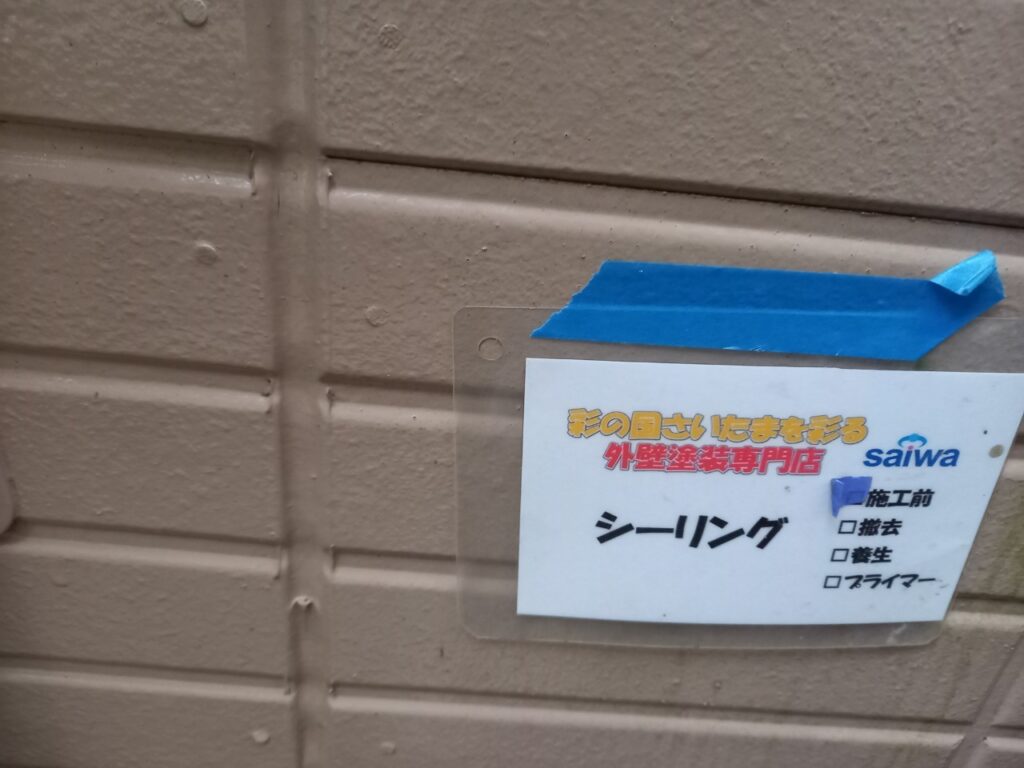 彩の国さいたまを彩る
外壁塗装専門店
saiwa
シーリング
□施工前
□撤去
□養生
□プライマー